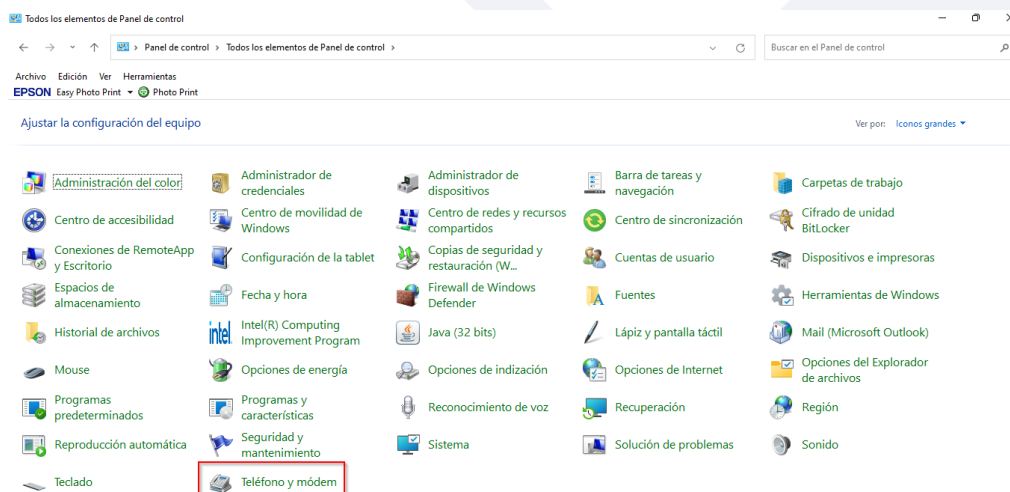 Todos los elementos de Panel de control
Panel de control > Todos los elementos de Panel de control >
Buscar en el Panel de control
Archivo Edición Ver Herramientas
EPSON Easy Photo Print Photo Print
Ajustar la configuración del equipo
Ver por: Iconos grandes
Administración del color
Administrador de
credenciales
Administrador de
dispositivos
Barra de tareas y
navegación
Carpetas de trabajo
Centro de accesibilidad
Centro de movilidad de
Windows
Centro de redes y recursos
compartidos
Centro de sincronización
Cifrado de unidad
BitLocker
Conexiones de RemoteApp
y Escritorio
Configuración de la tablet
Copias de seguridad y
restauración (W...
Cuentas de usuario
Dispositivos e impresoras
Espacios de
almacenamiento
Fecha y hora
Firewall de Windows
Defender
A
Fuentes
Herramientas de Windows
Historial de archivos
intel
Intel(R) Computing
Improvement Program
Java (32 bits)
Lápiz y pantalla táctil
Mail (Microsoft Outlook)
Mouse
Opciones de energía
Opciones de indización
Opciones de Internet
Opciones del Explorador
de archivos
Programas
predeterminados
Programas y
características
Reconocimiento de voz
Recuperación
Región
Reproducción automática
Seguridad y
mantenimiento
Sistema
Solución de problemas
Sonido
Teclado
Teléfono y módem